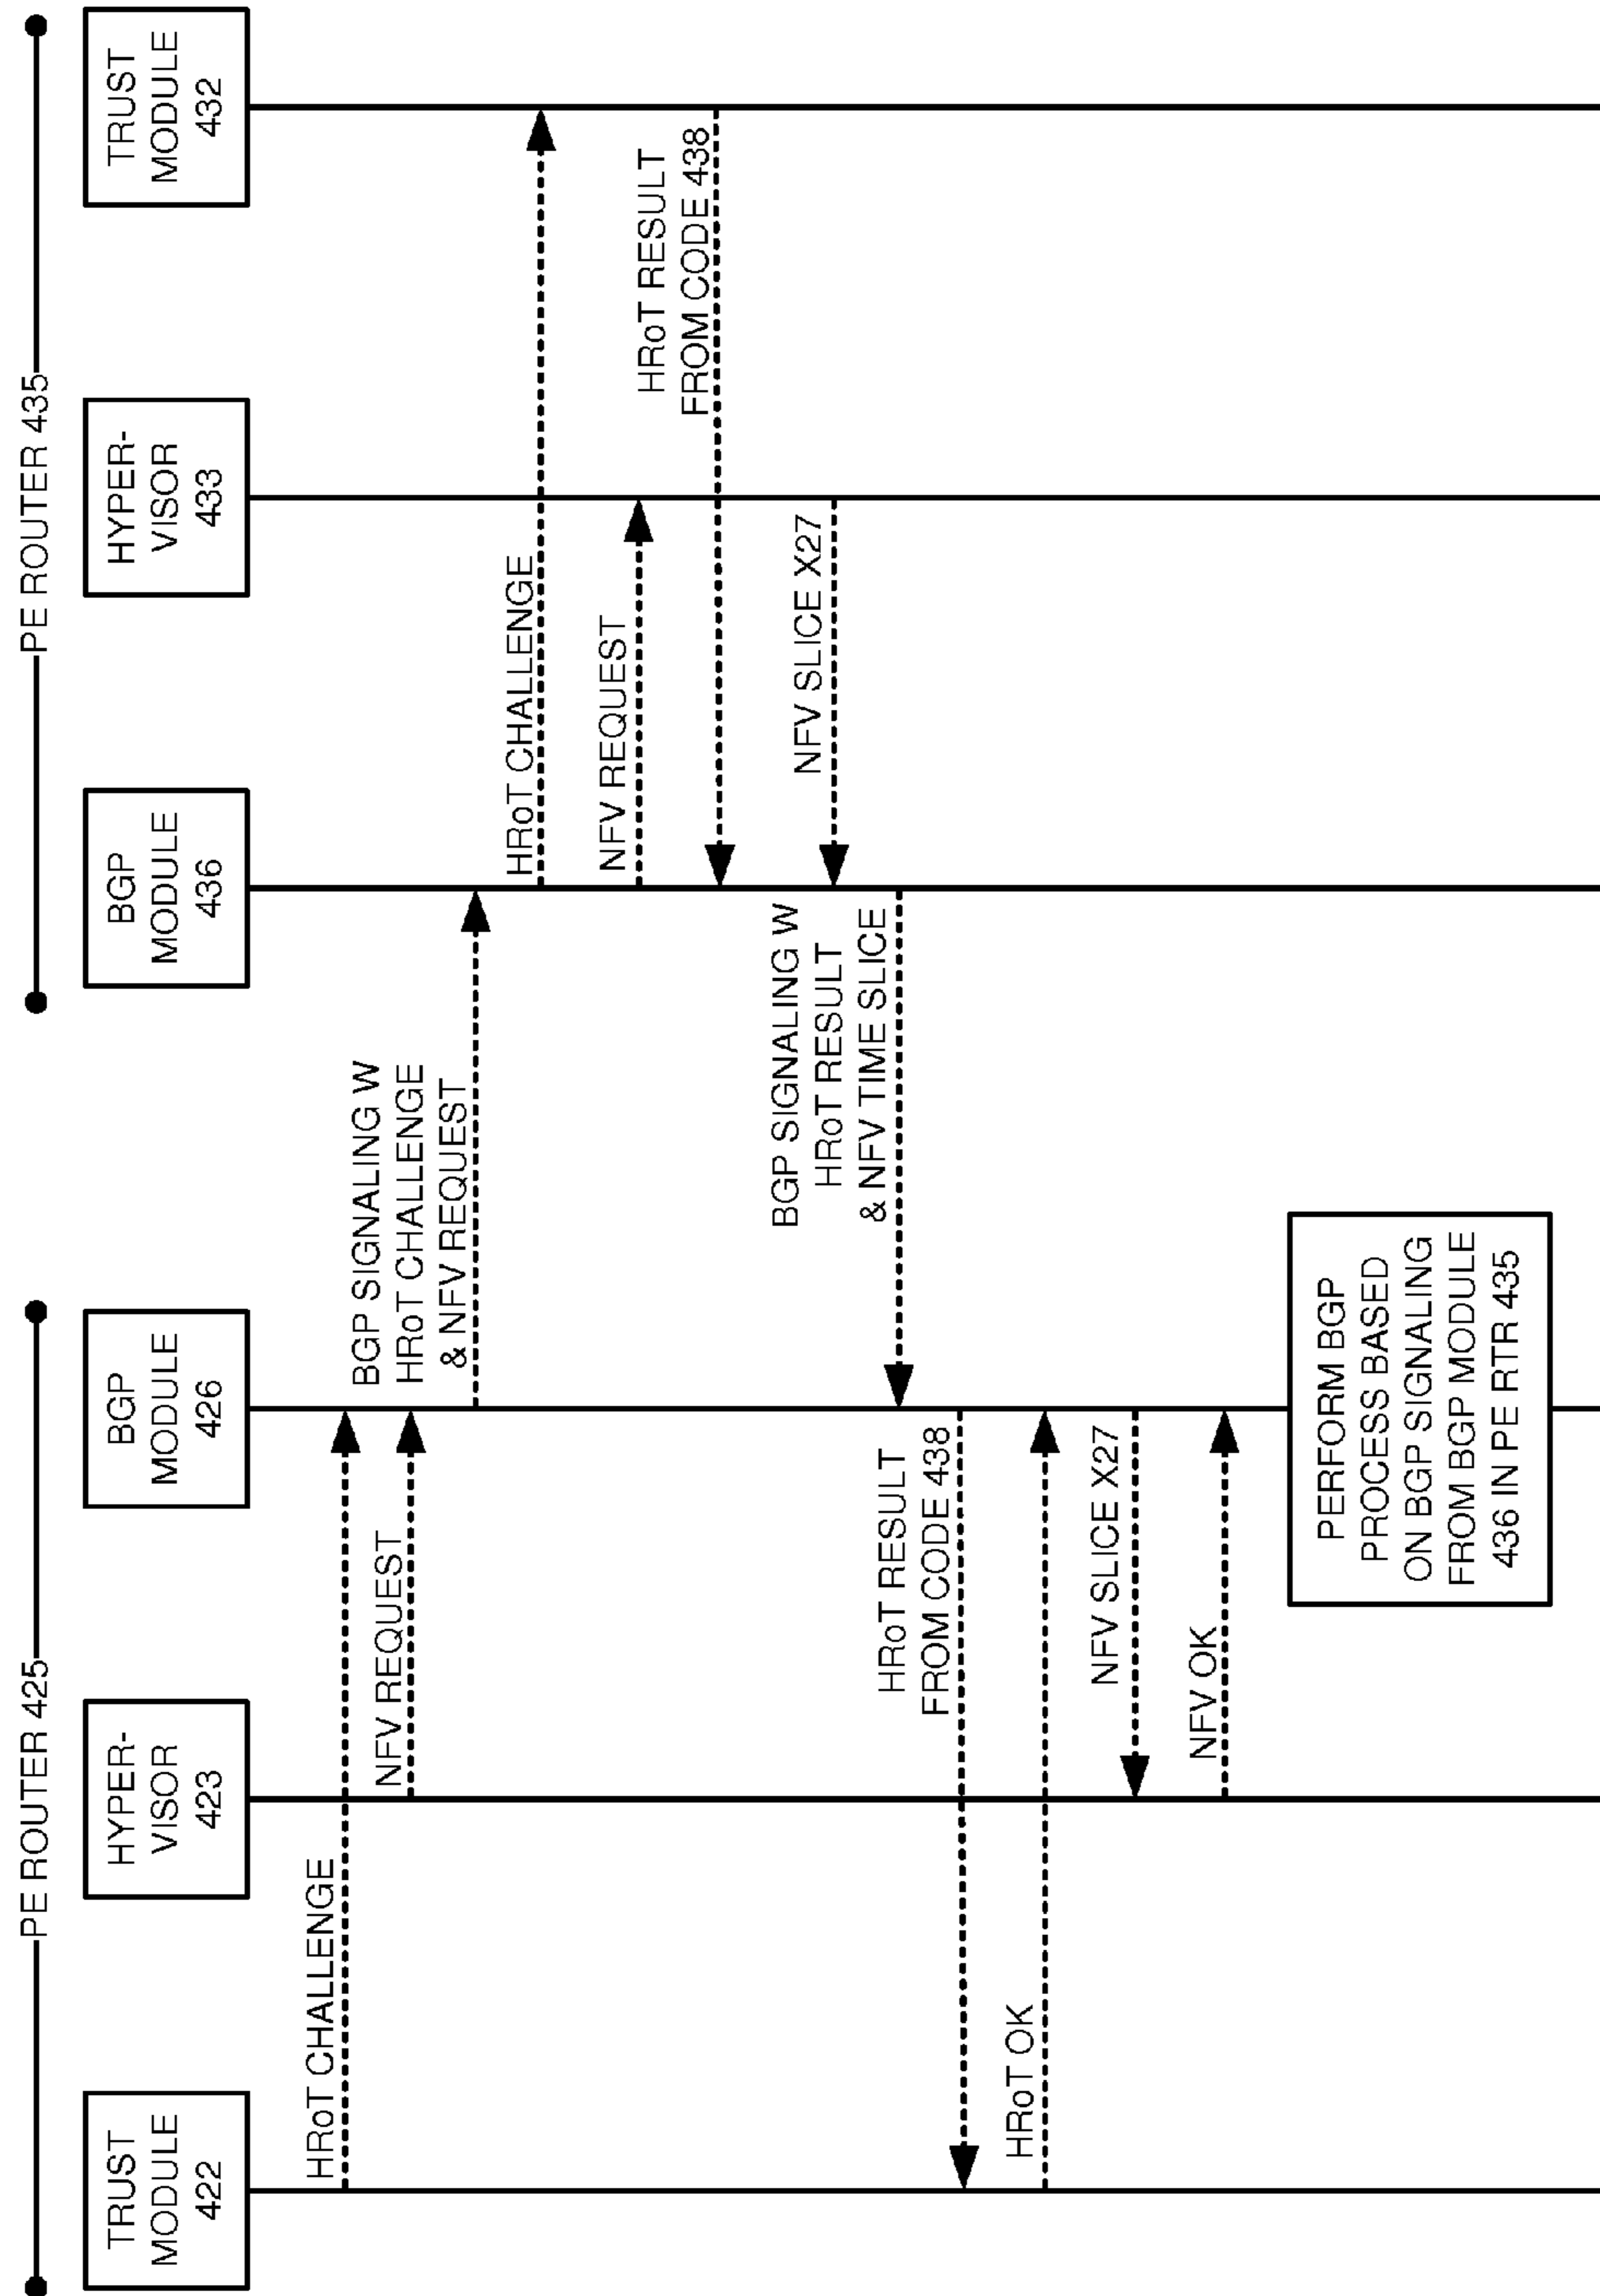 PE ROUTER 425
PE ROUTER 435
TRUST
MODULE
422
HYPER-
VISOR
423
BGP
MODULE
426
BGP
MODULE
436
HYPER-
VISOR
433
TRUST
MODULE
432
HRoT CHALLENGE
NFV REQUEST
BGP SIGNALING W
HRoT CHALLENGE
& NFV REQUEST
HRoT CHALLENGE
NFV REQUEST
HRoT RESULT
FROM CODE 438
NFV SLICE X27
BGP SIGNALING W
HRoT RESULT
& NFV TIME SLICE
HRoT RESULT
FROM CODE 438
HRoT OK
NFV SLICE X27
NFV OK
PERFORM BGP
PROCESS BASED
ON BGP SIGNALING
FROM BGP MODULE
436 IN PE RTR 435